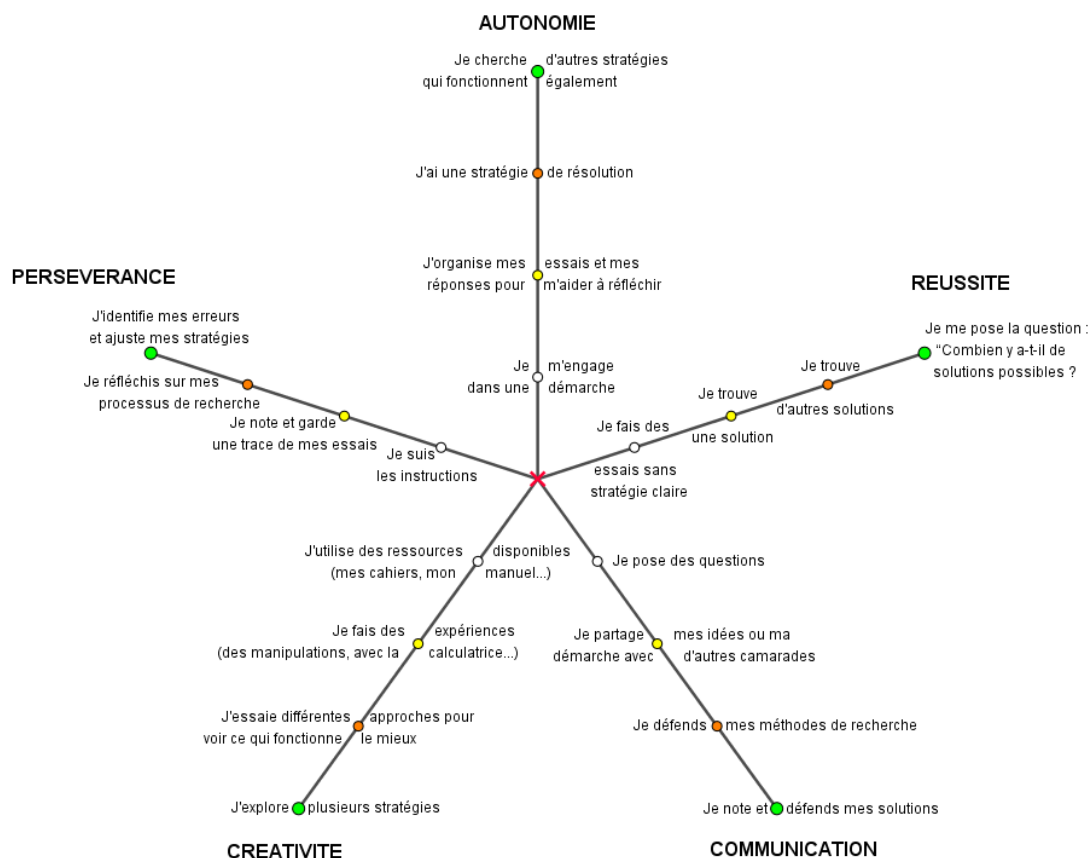 AUTONOMIE
Je cherche d'autres stratégies
qui fonctionnent également
J'ai une stratégie de résolution
J'organise mes essais et mes
réponses pour m'aider à réfléchir
Je m'engage
dans une démarche
PERSEVERANCE
J'identifie mes erreurs
et ajuste mes stratégies
Je réfléchis sur mes
processus de recherche
Je note et garde
une trace de mes essais
Je suis
les instructions
REUSSITE
Je me pose la question :
“Combien y a-t-il de
solutions possibles ?
Je trouve
d'autres solutions
Je trouve
une solution
Je fais des
essais sans
stratégie claire
J'utilise des ressources disponibles
(mes cahiers, mon manuel...)
Je fais des expériences
(des manipulations, avec la calculatrice...)
J'essaie différentes approches pour
voir ce qui fonctionne le mieux
J'explore plusieurs stratégies
CREATIVITE
Je pose des questions
Je partage mes idées ou ma
démarche avec d'autres camarades
Je défends mes méthodes de recherche
Je note et défends mes solutions
COMMUNICATION